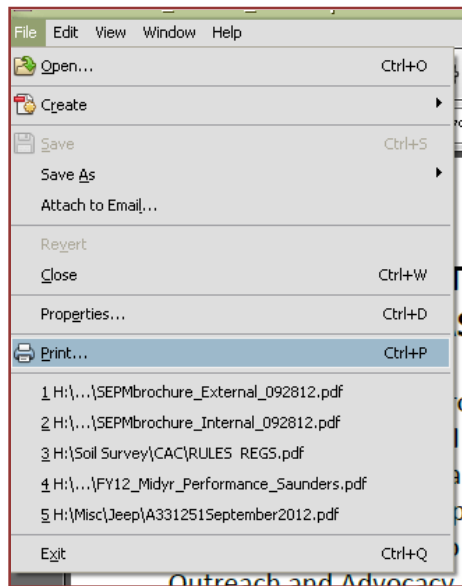 File Edit View Window Help
Open... Ctrl+O
Create
Save Ctrl+S
Save As
Attach to Email...
Revert
Close Ctrl+W
Properties... Ctrl+D
Print... Ctrl+P
1 H:\...\SEPMbrochure_External_092812.pdf
2 H:\...\SEPMbrochure_Internal_092812.pdf
3 H:\Soil Survey\CAC\RULES REGS.pdf
4 H:\...\FY12_Midyr_Performance_Saunders.pdf
5 H:\Misc\Jeep\A331251September2012.pdf
Exit Ctrl+Q
Outreach and Advocacy